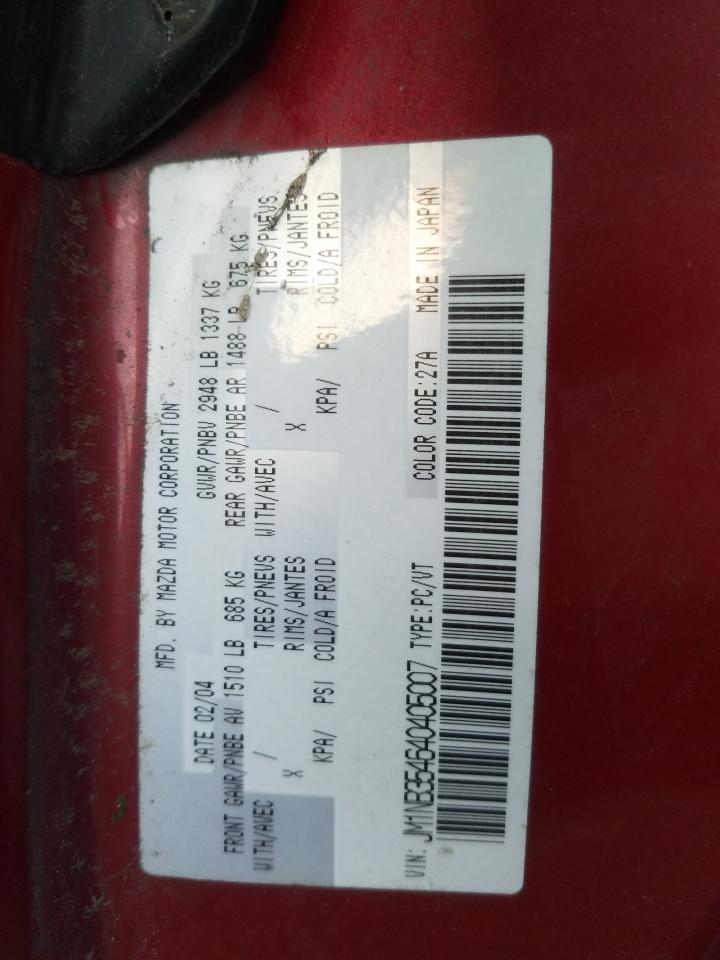 MFD. BY MAZDA MOTOR CORPORATION
DATE 02/04 GVWR/PNBV 2948 LB 1337 KG
FRONT GAWR/PNBE AV 1510 LB 685 KG REAR GAWR/PNBE AR 1488 LB 675 KG
WITH/AVEC / TIRES/PNEUS WITH/AVEC / TIRES/PNEUS
X RIMS/JANTES X RIMS/JANTES
KPA/ PSI COLD/A FROID KPA/ PSI COLD/A FROID
VIN: JM1NB354640405007 TYPE:PC/VT COLOR CODE:27A MADE IN JAPAN